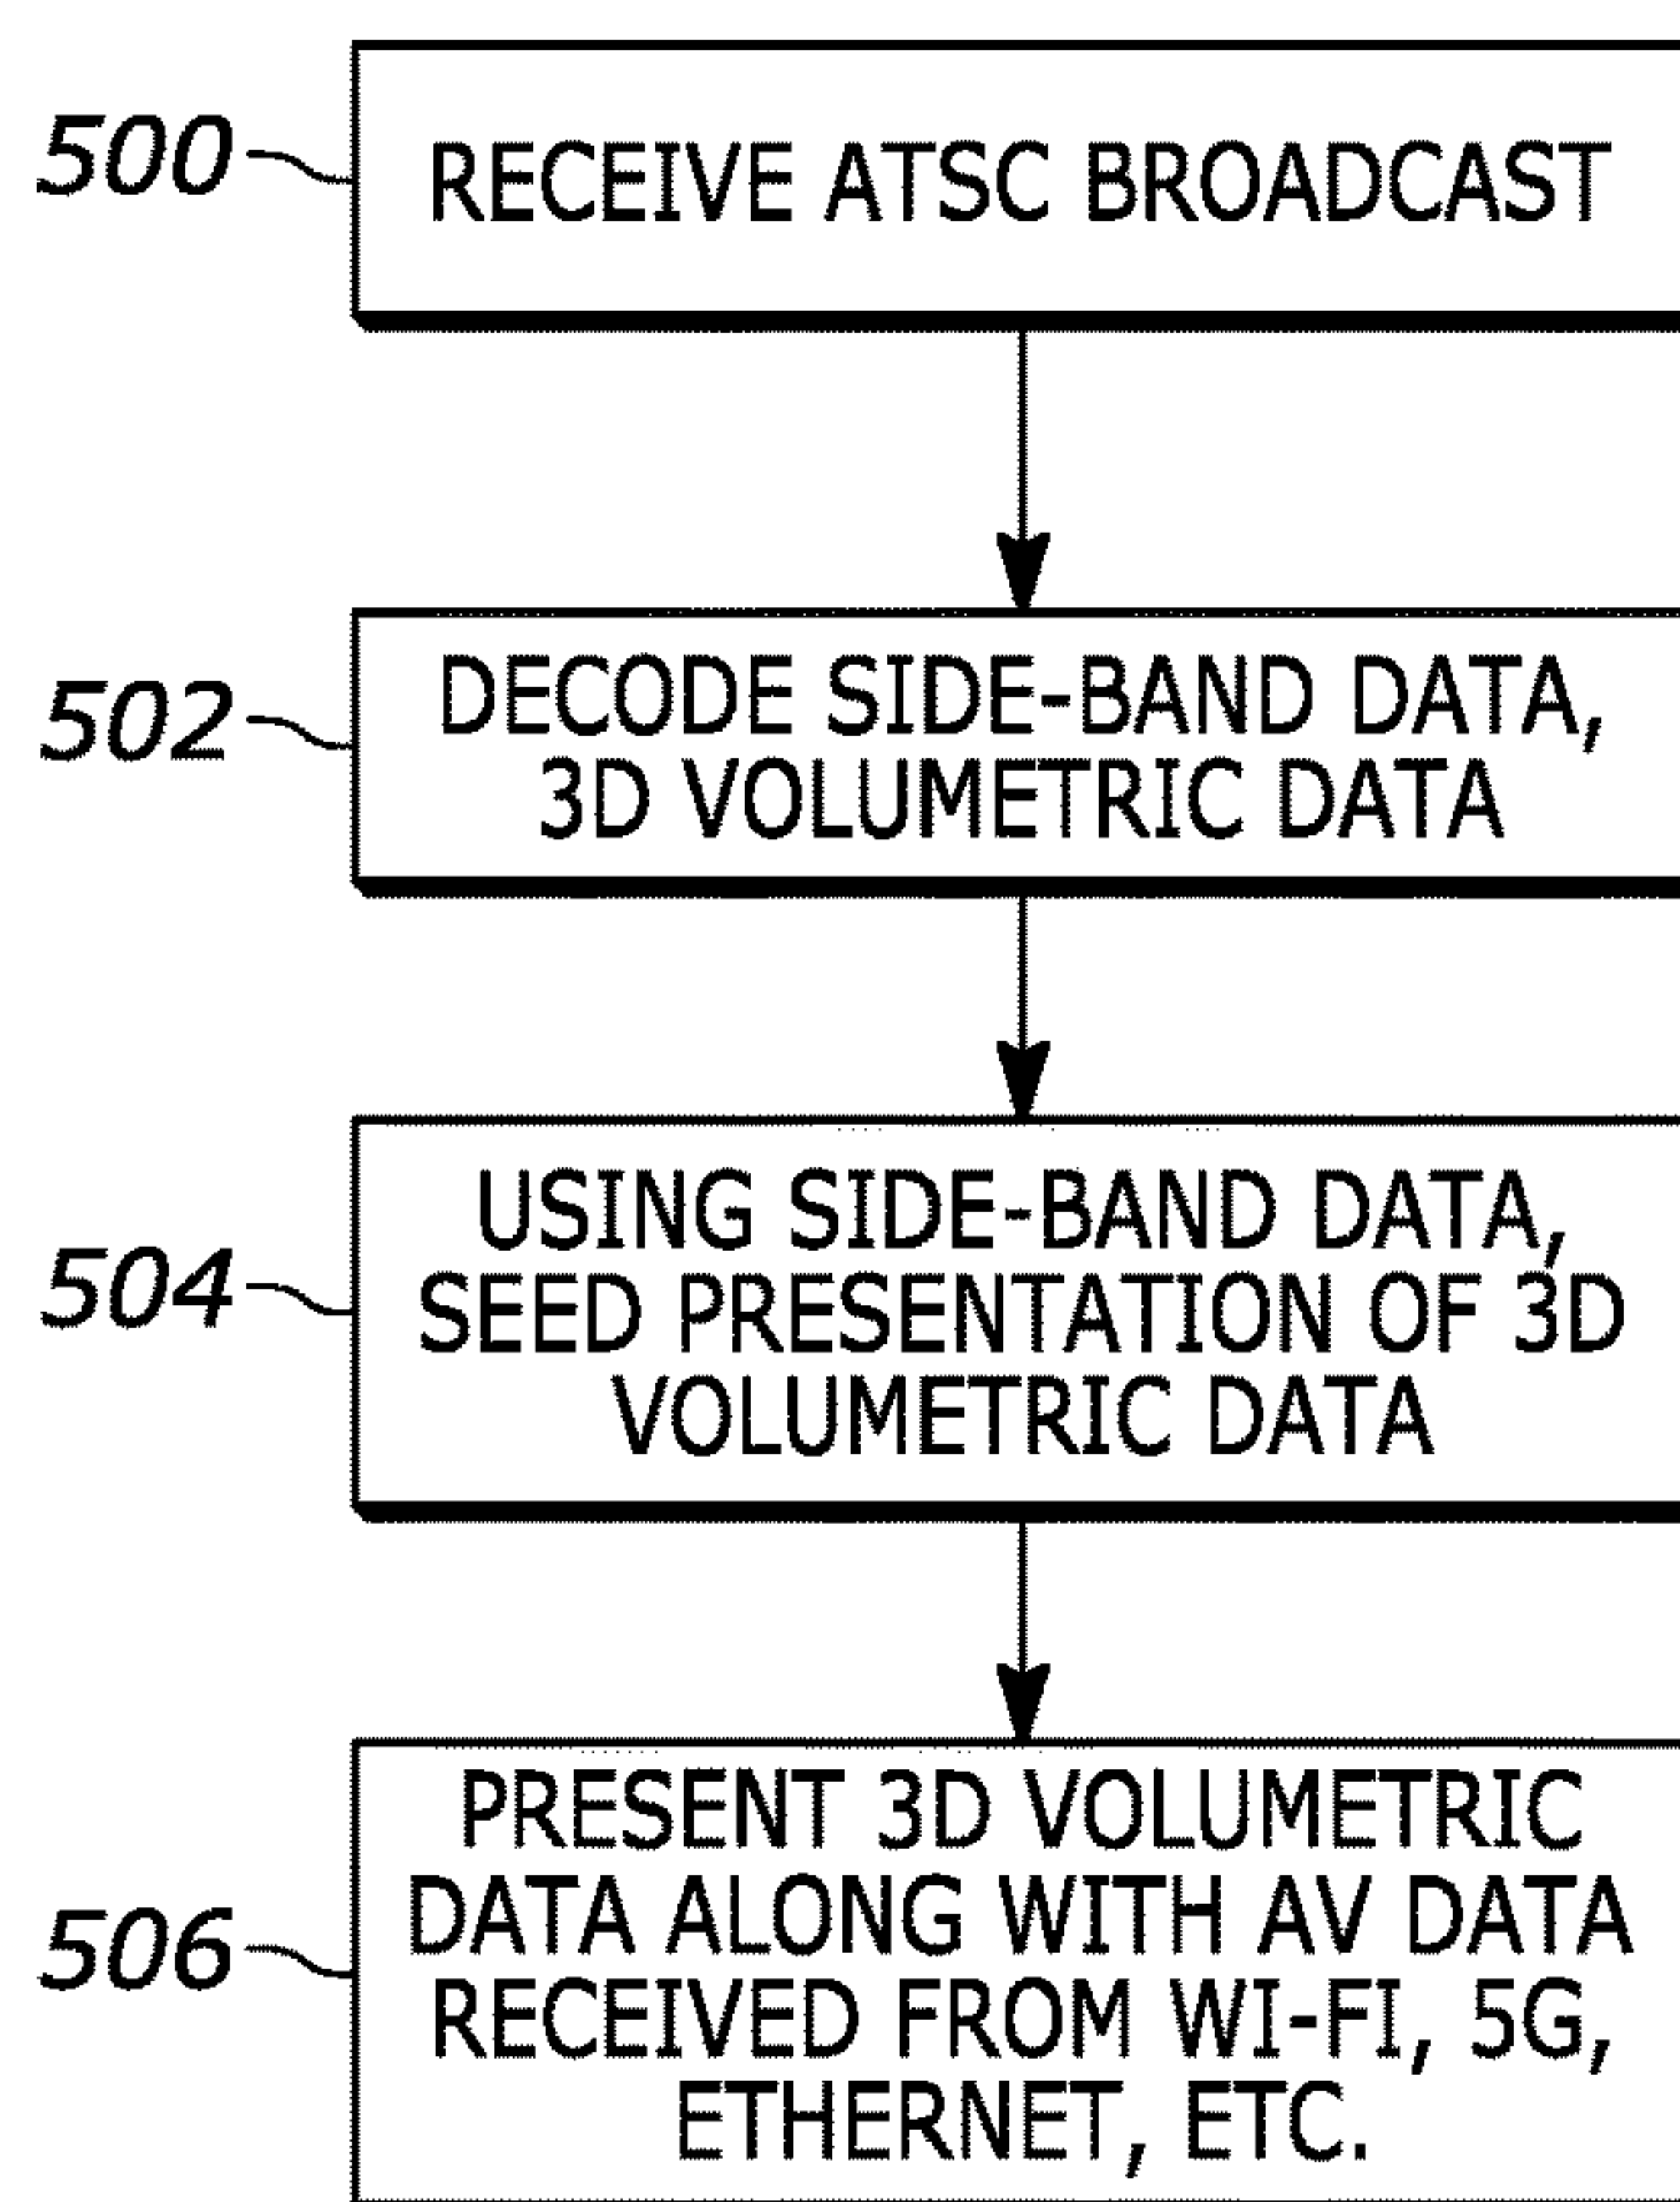 500
RECEIVE ATSC BROADCAST
502
DECODE SIDE-BAND DATA,
3D VOLUMETRIC DATA
504
USING SIDE-BAND DATA,
SEED PRESENTATION OF 3D
VOLUMETRIC DATA
506
PRESENT 3D VOLUMETRIC
DATA ALONG WITH AV DATA
RECEIVED FROM WI-FI, 5G,
ETHERNET, ETC.